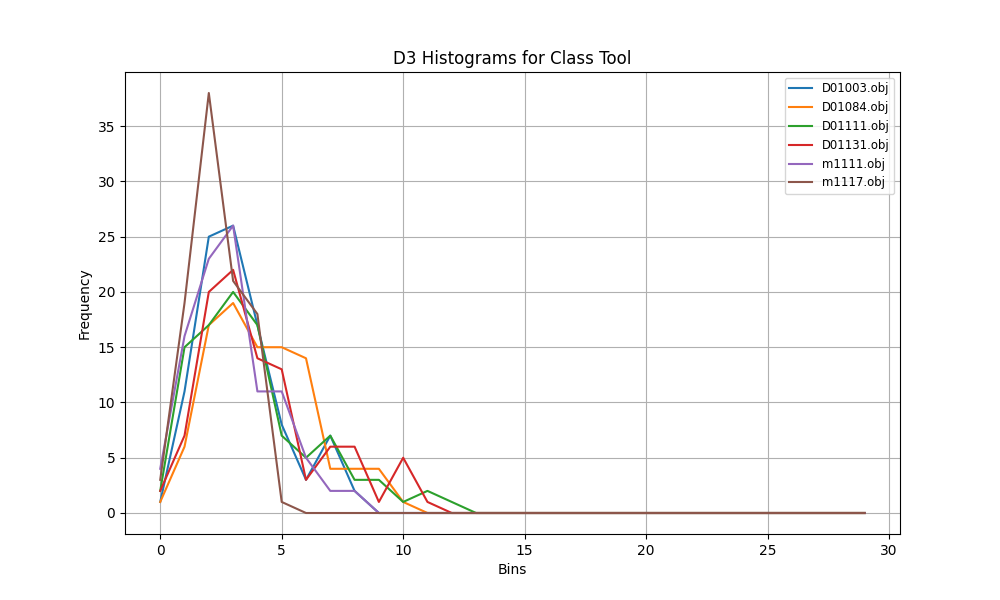 D3 Histograms for Class Tool
D01003.obj
D01084.obj
D01111.obj
D01131.obj
m1111.obj
m1117.obj
Frequency
35
30
25
20
15
10
5
0
0 5 10 15 20 25 30
Bins